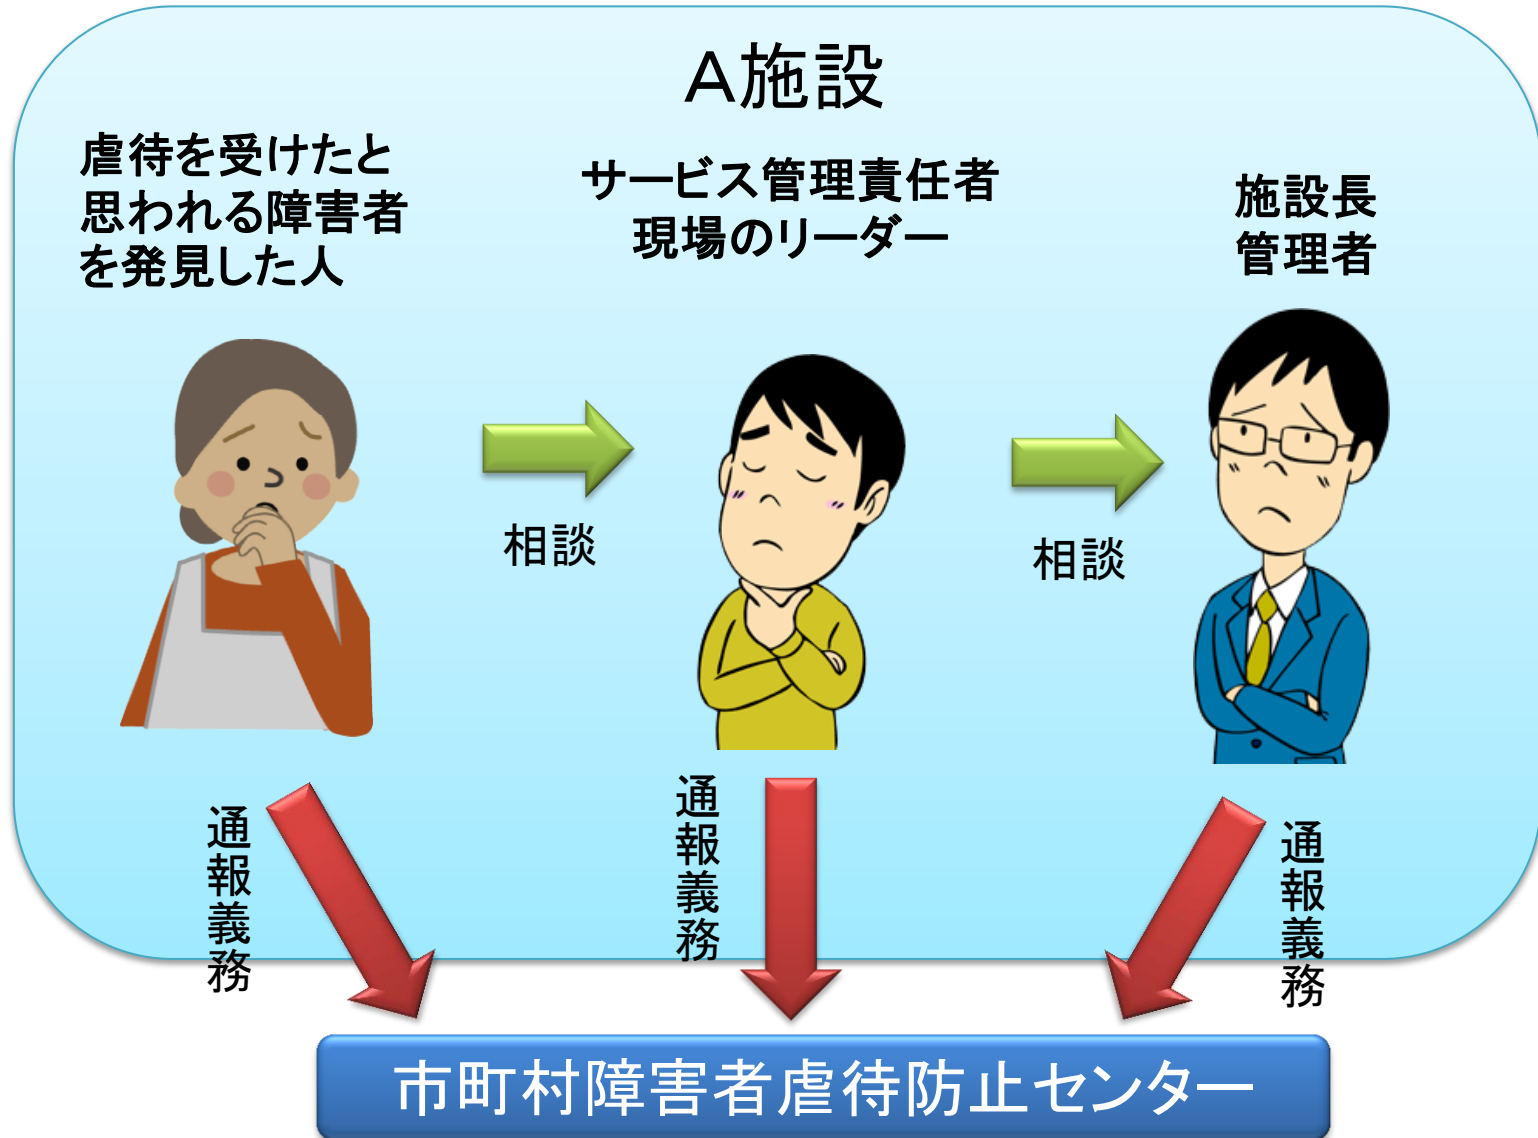 A施設
虐待を受けたと
思われる障害者
を発見した人
サービス管理責任者
現場のリーダー
施設長
管理者
相談
相談
通報義務
通報義務
通報義務
市町村障害者虐待防止センター